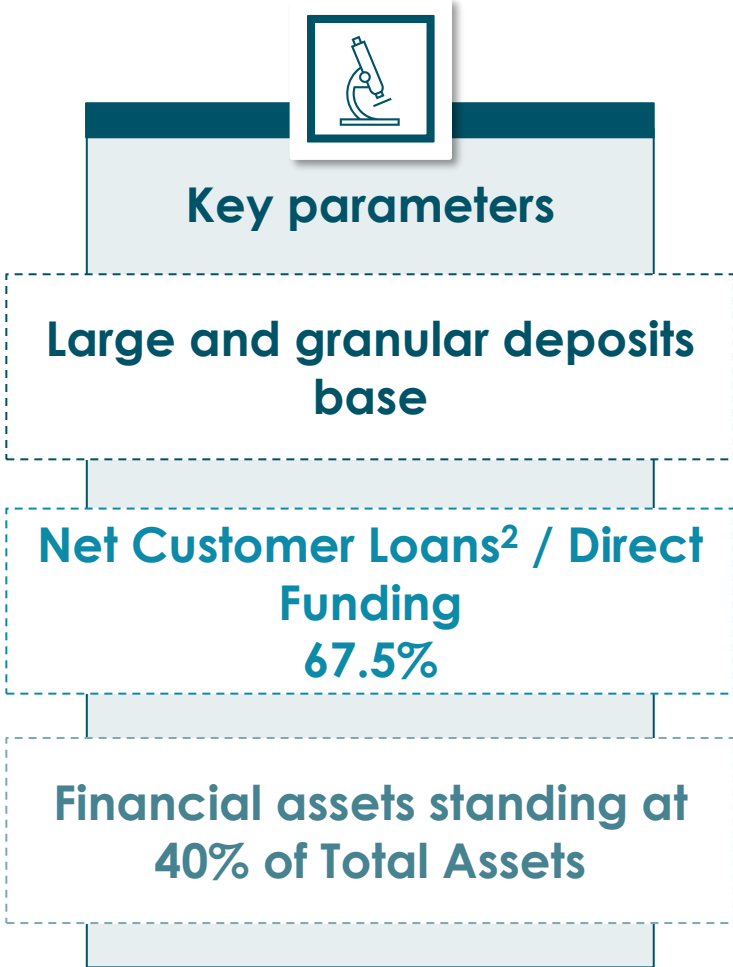 Key parameters
Large and granular deposits
base
Net Customer Loans² / Direct
Funding
67.5%
Financial assets standing at
40% of Total Assets